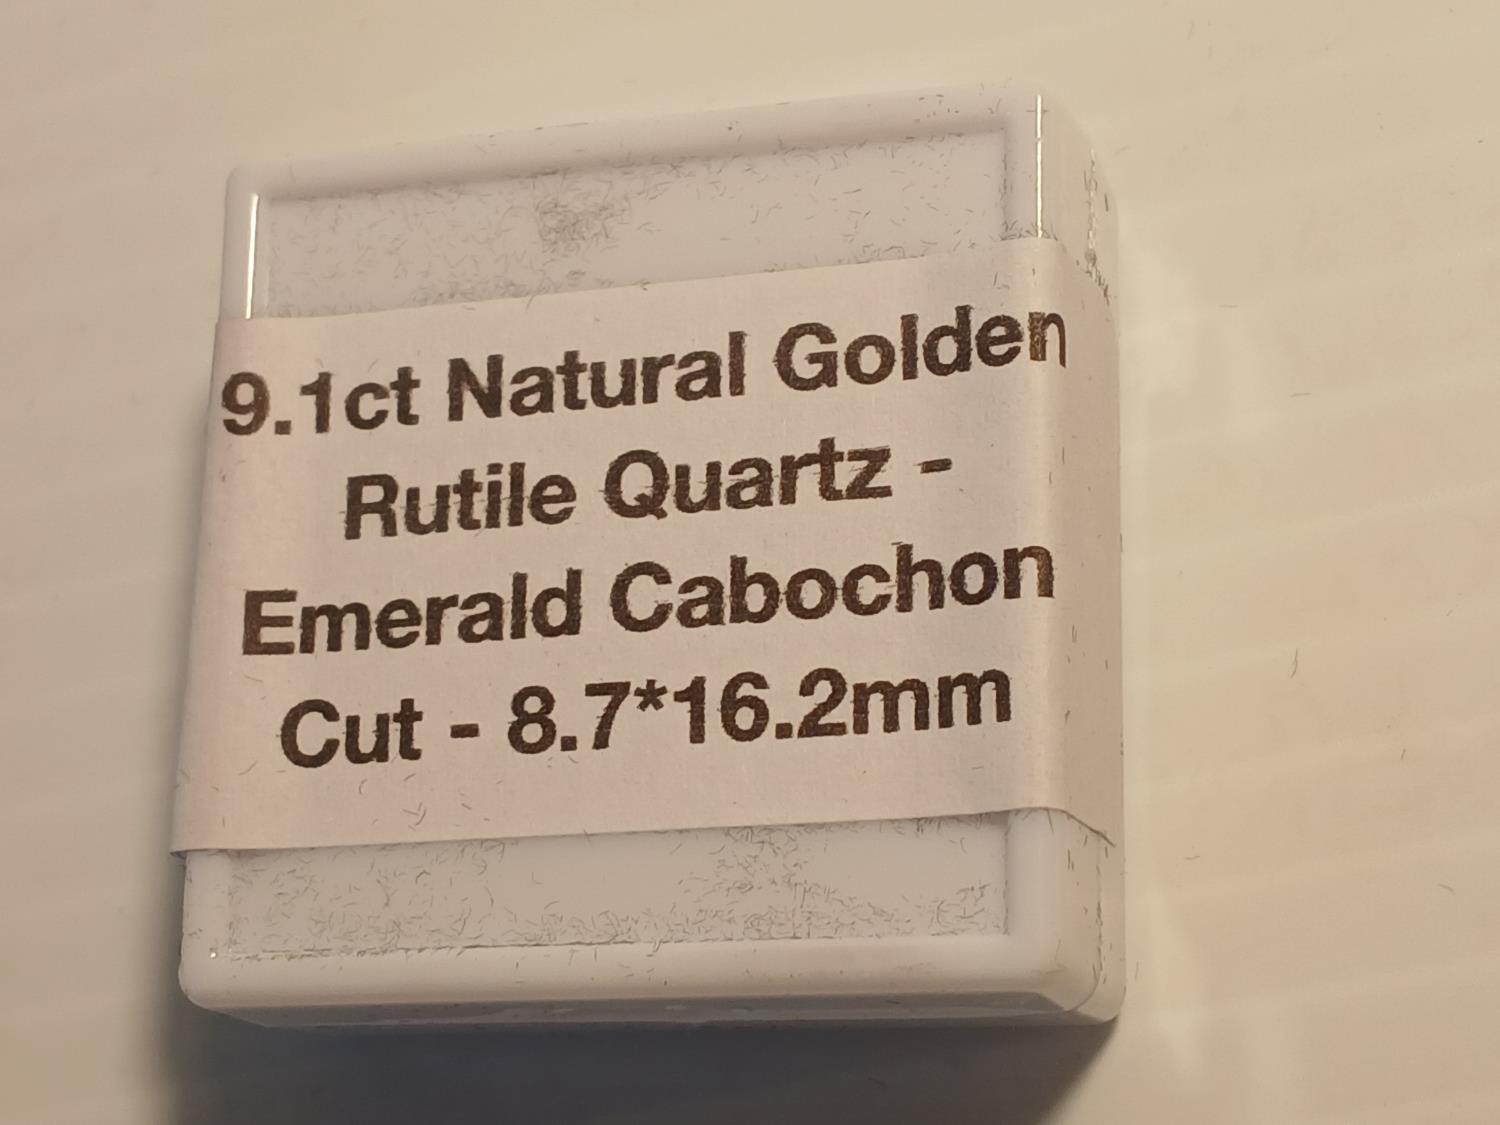 9.1ct Natural Golden
Rutile Quartz -
Emerald Cabochon
Cut - 8.7*16.2mm